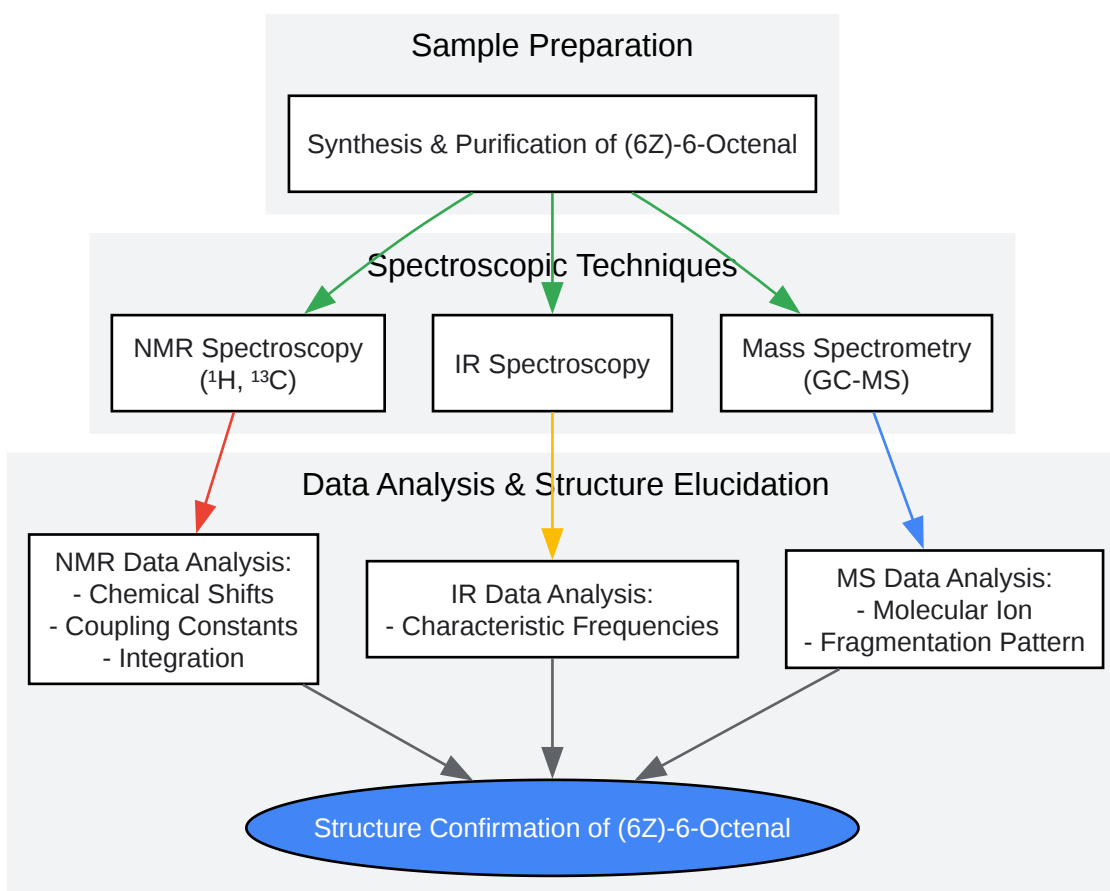 Sample Preparation
Synthesis & Purification of (6Z)-6-Octenal
Spectroscopic Techniques
NMR Spectroscopy
(¹H, ¹³C)
IR Spectroscopy
Mass Spectrometry
(GC-MS)
Data Analysis & Structure Elucidation
NMR Data Analysis:
- Chemical Shifts
- Coupling Constants
- Integration
IR Data Analysis:
- Characteristic Frequencies
MS Data Analysis:
- Molecular Ion
- Fragmentation Pattern
Structure Confirmation of (6Z)-6-Octenal